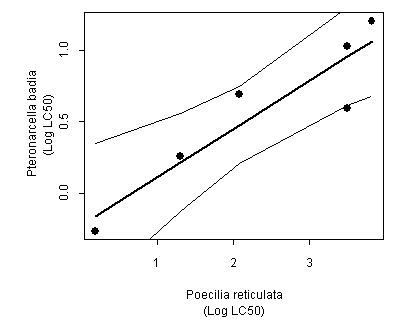 Pteronarcella badia
(Log LC50)
1.0
0.5
0.0
1 2 3
Poecilia reticulata
(Log LC50)